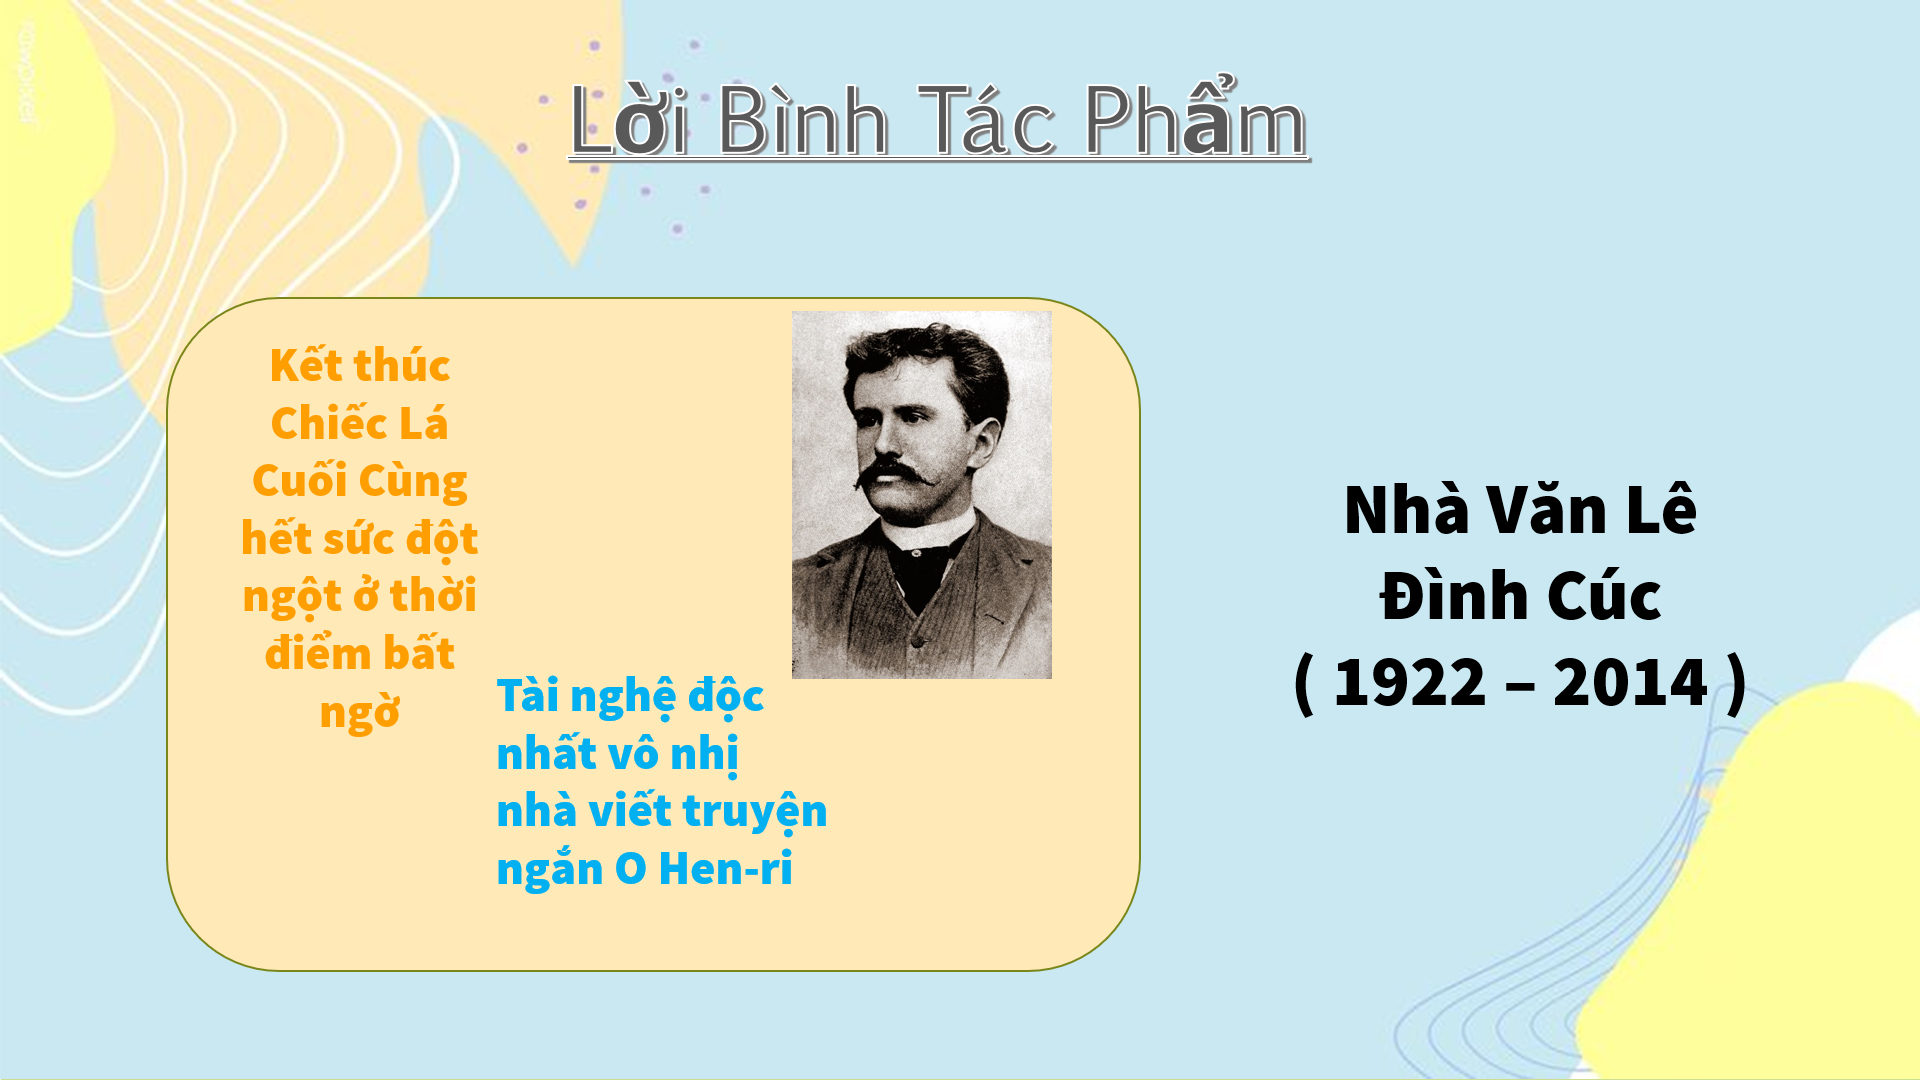 rawpixel
Lời Bình Tác Phẩm
Kết thúc
Chiếc Lá
Cuối Cùng
hết sức đột
ngột ở thời
điểm bất
ngờ
Tài nghệ độc
nhất vô nhị
nhà viết truyện
ngắn O Hen-ri
Nhà Văn Lê
Đình Cúc
( 1922 – 2014 )